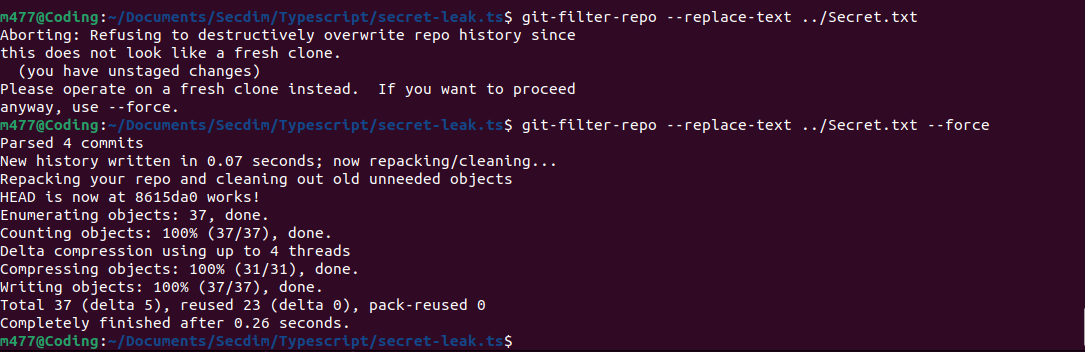 m477@Coding:~/Documents/Secdim/Typescript/secret-leak.ts$ git-filter-repo --replace-text ../Secret.txt
Aborting: Refusing to destructively overwrite repo history since
this does not look like a fresh clone.
  (you have unstaged changes)
Please operate on a fresh clone instead.  If you want to proceed
anyway, use --force.
m477@Coding:~/Documents/Secdim/Typescript/secret-leak.ts$ git-filter-repo --replace-text ../Secret.txt --force
Parsed 4 commits
New history written in 0.07 seconds; now repacking/cleaning...
Repacking your repo and cleaning out old unneeded objects
HEAD is now at 8615da0 works!
Enumerating objects: 37, done.
Counting objects: 100% (37/37), done.
Delta compression using up to 4 threads
Compressing objects: 100% (31/31), done.
Writing objects: 100% (37/37), done.
Total 37 (delta 5), reused 23 (delta 0), pack-reused 0
Completely finished after 0.26 seconds.
m477@Coding:~/Documents/Secdim/Typescript/secret-leak.ts$